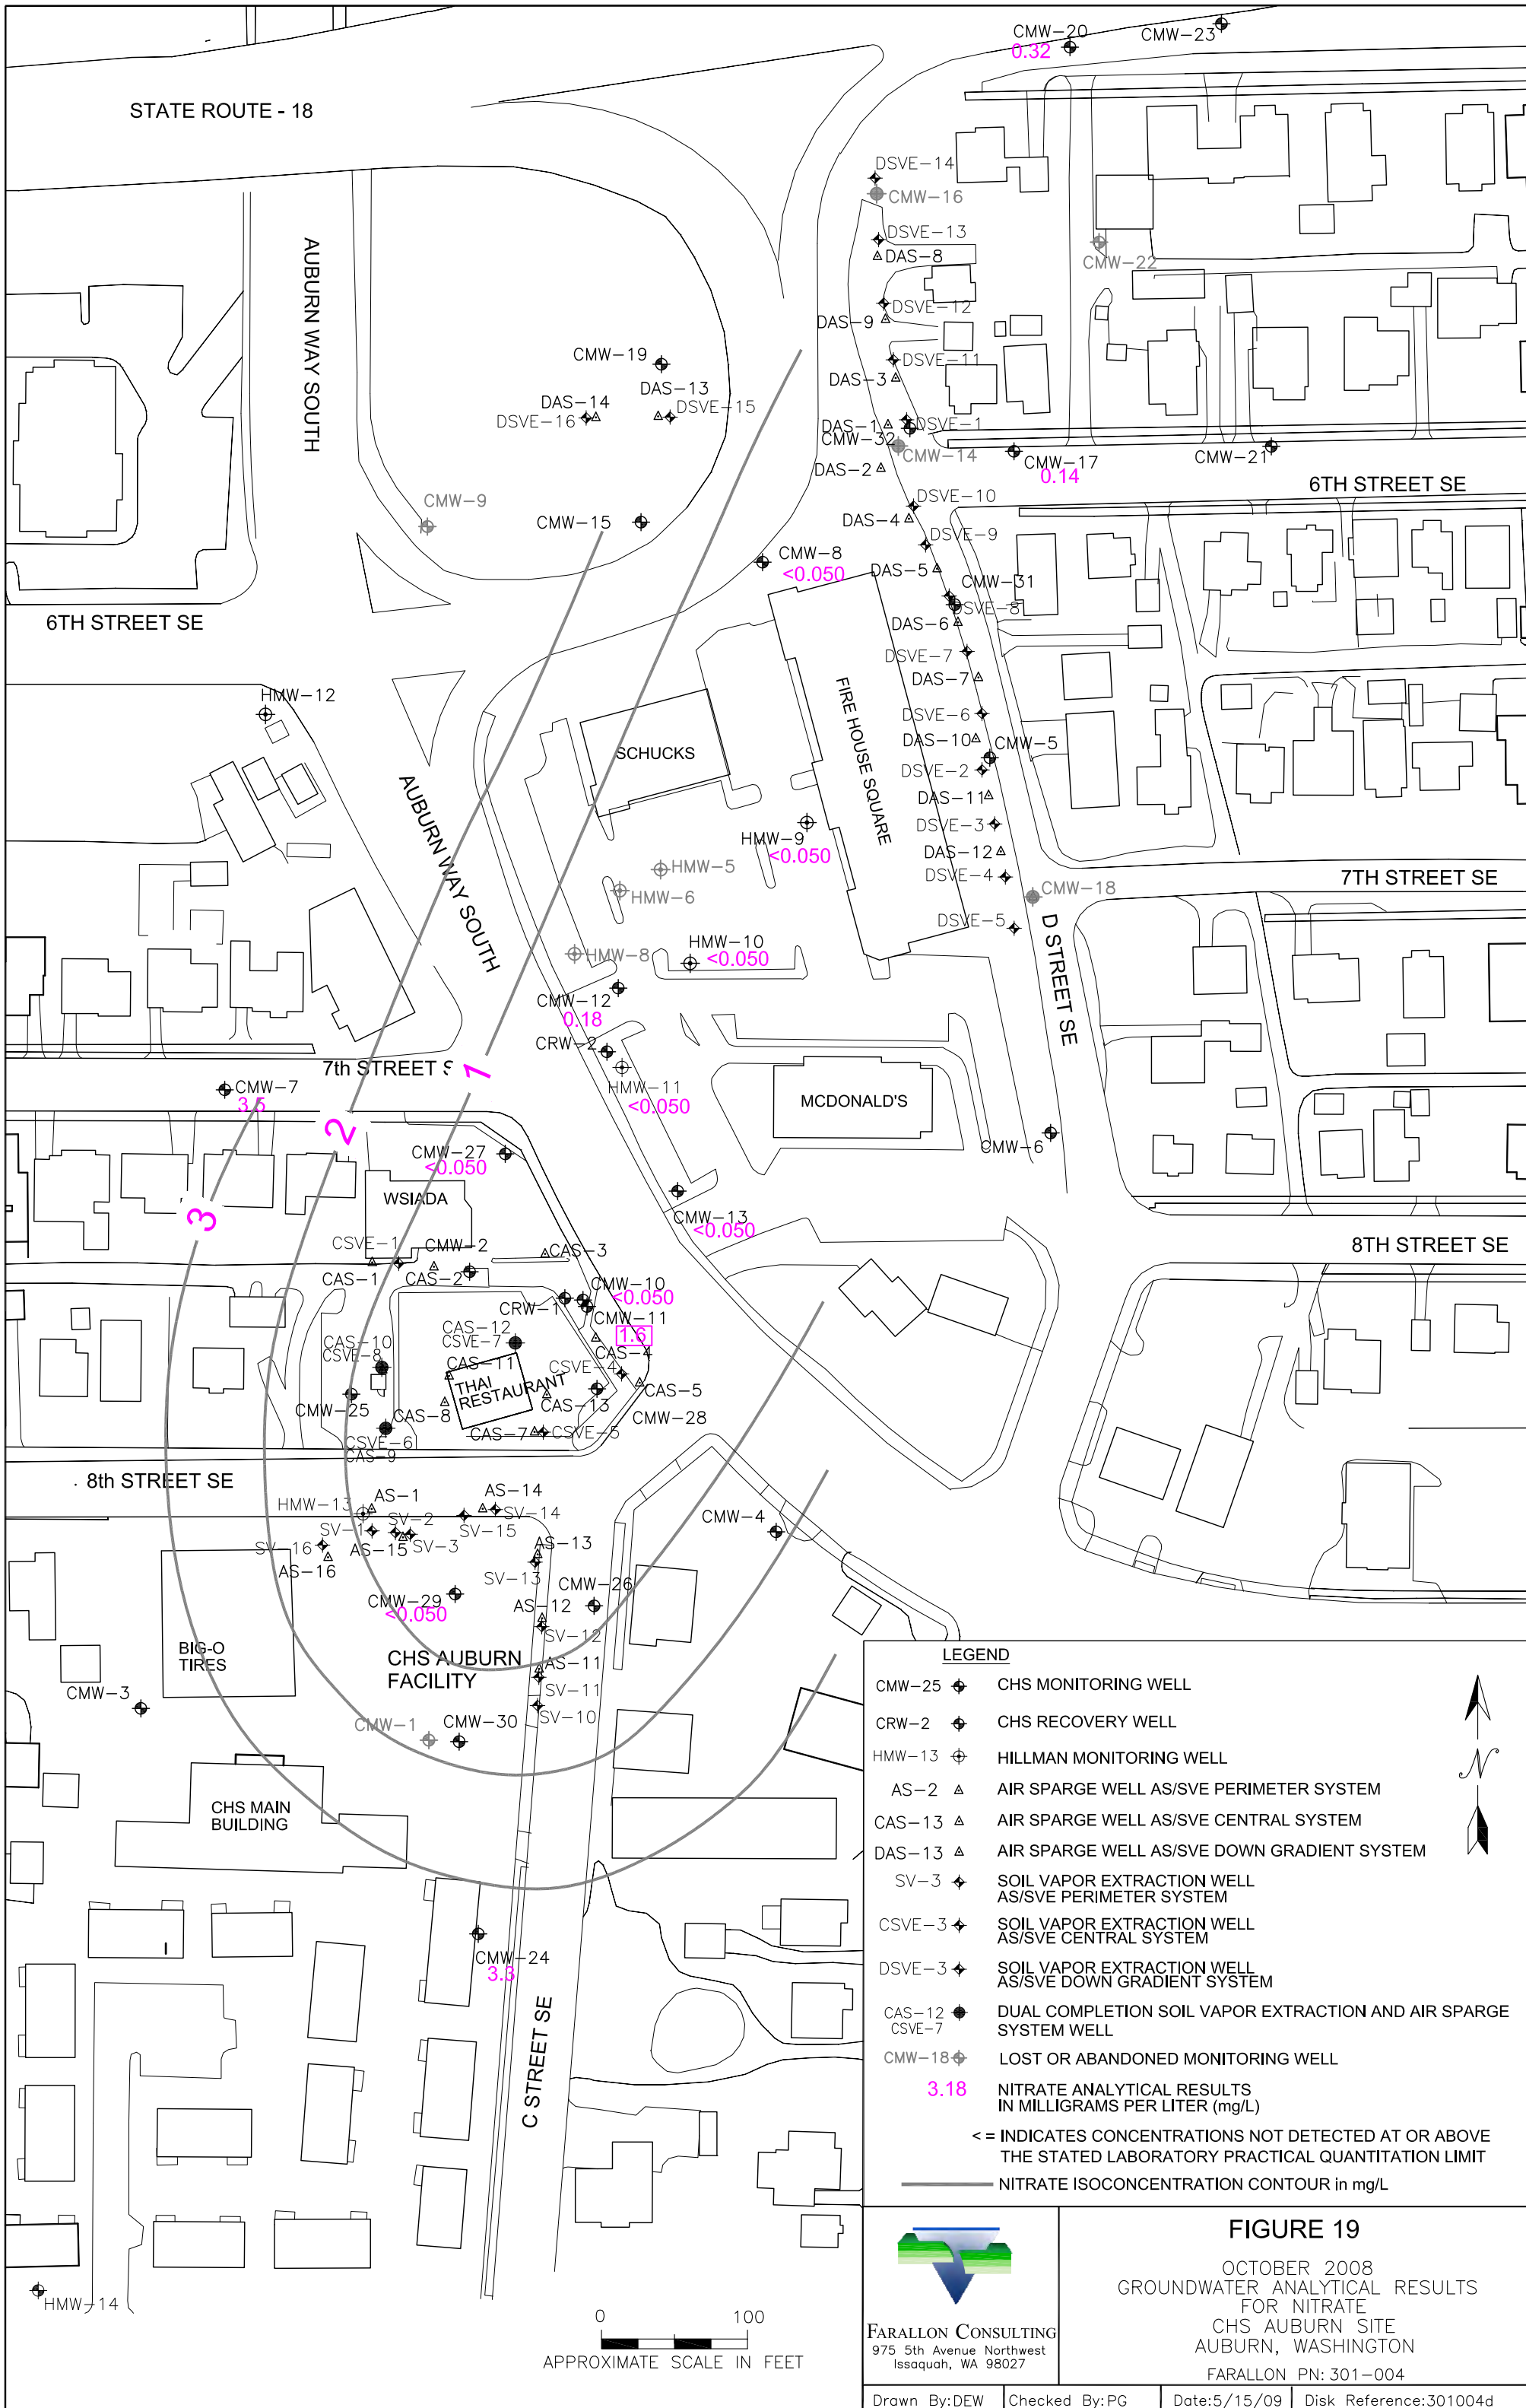 CMW-20
0.32
CMW-23
STATE ROUTE - 18
DSVE-14
CMW-16
AUBURN WAY SOUTH
DSVE-13
DAS-8
CMW-22
DSVE-12
DAS-9
CMW-19
DSVE-11
DAS-3
DAS-13
DAS-14
DSVE-15
DSVE-16
DAS-1
DSVE-1
CMW-32
CMW-14
CMW-17
0.14
CMW-21
DAS-2
6TH STREET SE
CMW-9
CMW-15
DSVE-10
DAS-4
DSVE-9
CMW-8
<0.050
DAS-5
CMW-31
DSVE-8
6TH STREET SE
DAS-6
DSVE-7
DAS-7
HMW-12
FIRE HOUSE SQUARE
DSVE-6
SCHUCKS
DAS-10
CMW-5
DSVE-2
AUBURN WAY SOUTH
DAS-11
HMW-9
<0.050
DSVE-3
DAS-12
HMW-5
DSVE-4
7TH STREET SE
HMW-6
CMW-18
DSVE-5
D STREET SE
HMW-8
HMW-10
<0.050
CMW-12
0.18
CRW-2
7th STREET S
1
HMW-11
<0.050
CMW-7
3.5
MCDONALD'S
2
CMW-6
CMW-27
<0.050
WSIADA
3
CMW-13
<0.050
CSVE-1
CMW-2
CAS-3
8TH STREET SE
CAS-1
CAS-2
CMW-10
<0.050
CRW-1
CMW-11
1.6
CAS-12
CSVE-7
CAS-10
CSVE-8
CAS-4
CAS-11
CSVE-4
THAI
RESTAURANT
CAS-5
CMW-25
CAS-8
CAS-13
CMW-28
CAS-7
CSVE-5
CSVE-6
CAS-9
8th STREET SE
HMW-13
AS-1
AS-14
SV-14
CMW-4
SV-1
SV-2
SV-15
SV-16
AS-15
SV-3
AS-13
AS-16
SV-13
CMW-29
<0.050
CMW-26
AS-12
SV-12
BIG-O
TIRES
CHS AUBURN
FACILITY
AS-11
SV-11
CMW-3
SV-10
CMW-1
CMW-30
CHS MAIN
BUILDING
CMW-24
3.3
C STREET SE
HMW-14
0 100
APPROXIMATE SCALE IN FEET
LEGEND
CMW-25 CHS MONITORING WELL
CRW-2 CHS RECOVERY WELL
HMW-13 HILLMAN MONITORING WELL
N
AS-2 AIR SPARGE WELL AS/SVE PERIMETER SYSTEM
CAS-13 AIR SPARGE WELL AS/SVE CENTRAL SYSTEM
DAS-13 AIR SPARGE WELL AS/SVE DOWN GRADIENT SYSTEM
SV-3 SOIL VAPOR EXTRACTION WELL
AS/SVE PERIMETER SYSTEM
CSVE-3 SOIL VAPOR EXTRACTION WELL
AS/SVE CENTRAL SYSTEM
DSVE-3 SOIL VAPOR EXTRACTION WELL
AS/SVE DOWN GRADIENT SYSTEM
CAS-12 DUAL COMPLETION SOIL VAPOR EXTRACTION AND AIR SPARGE
CSVE-7 SYSTEM WELL
CMW-18 LOST OR ABANDONED MONITORING WELL
3.18 NITRATE ANALYTICAL RESULTS
IN MILLIGRAMS PER LITER (mg/L)
< = INDICATES CONCENTRATIONS NOT DETECTED AT OR ABOVE
THE STATED LABORATORY PRACTICAL QUANTITATION LIMIT
NITRATE ISOCONCENTRATION CONTOUR in mg/L
FARALLON CONSULTING
975 5th Avenue Northwest
Issaquah, WA 98027
FIGURE 19
OCTOBER 2008
GROUNDWATER ANALYTICAL RESULTS
FOR NITRATE
CHS AUBURN SITE
AUBURN, WASHINGTON
FARALLON PN: 301-004
Drawn By:DEW Checked By:PG Date:5/15/09 Disk Reference:301004d